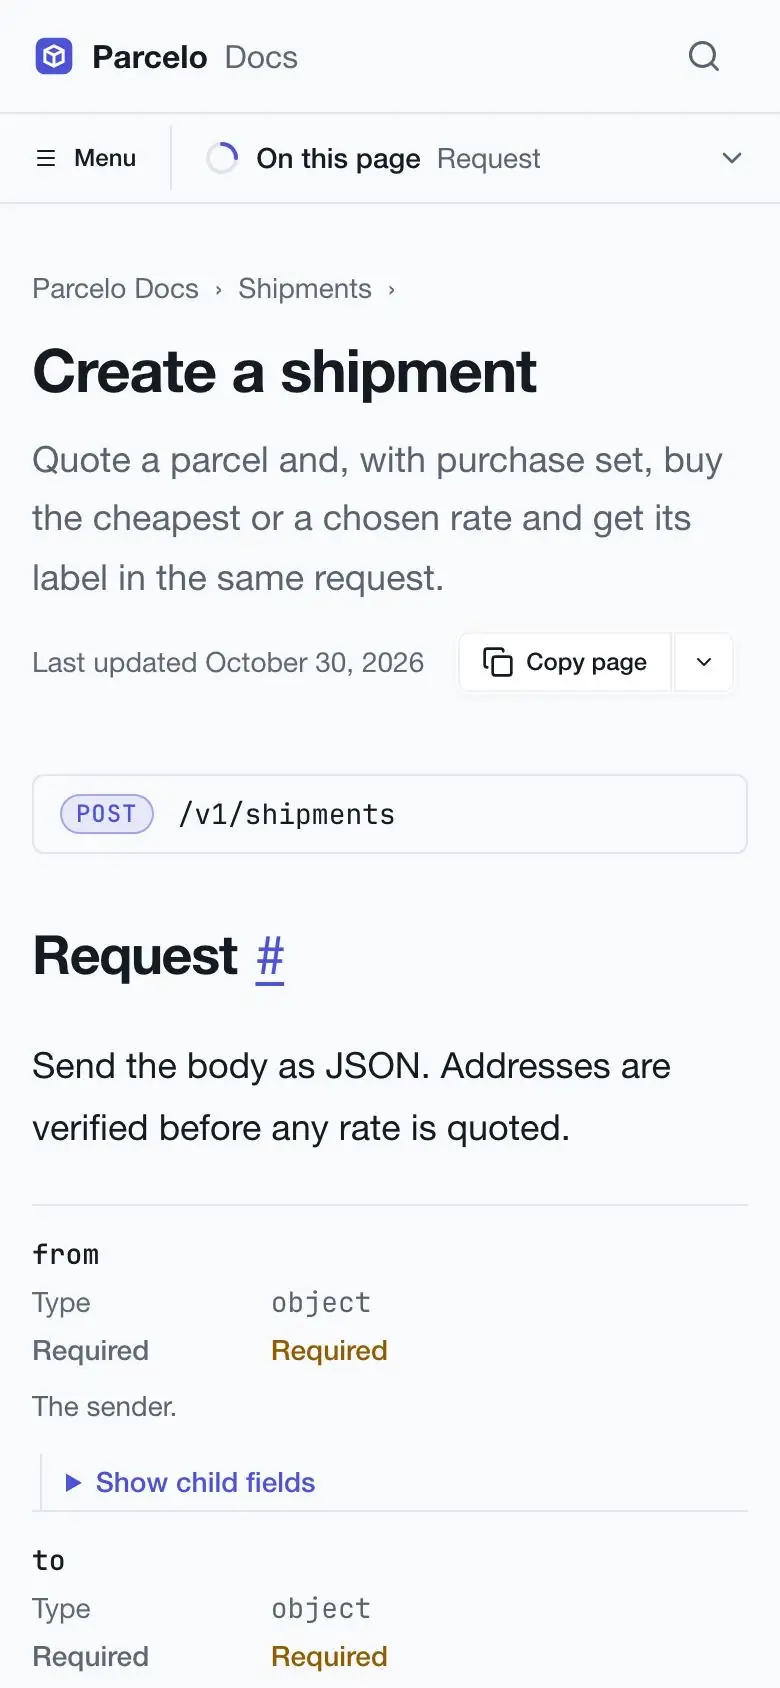 Parcelo Docs
Menu On this page Request
Parcelo Docs › Shipments ›
Create a shipment
Quote a parcel and, with purchase set, buy
the cheapest or a chosen rate and get its
label in the same request.
Last updated October 30, 2026 Copy page
POST /v1/shipments
Request #
Send the body as JSON. Addresses are
verified before any rate is quoted.
from
Type object
Required Required
The sender.
Show child fields
to
Type object
Required Required